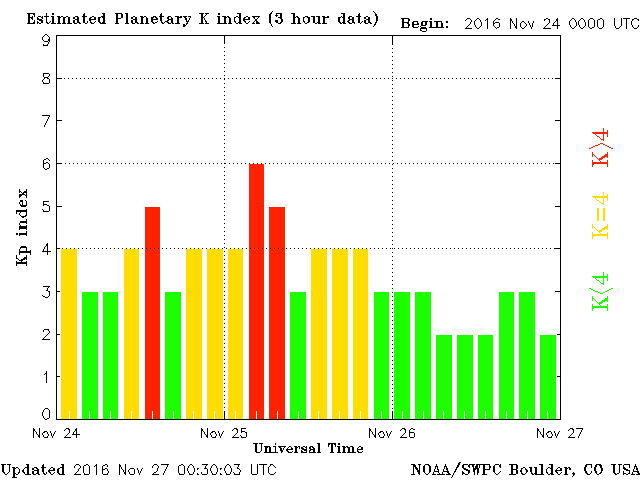 Estimated Planetary K index (3 hour data)
Begin: 2016 Nov 24 0000 UTC
9
8
7
6
5
4
3
2
1
0
Kp index
K>4
K=4
K<4
Nov 24
Nov 25
Nov 26
Nov 27
Universal Time
Updated 2016 Nov 27 00:30:03 UTC
NOAA/SWPC Boulder, CO USA